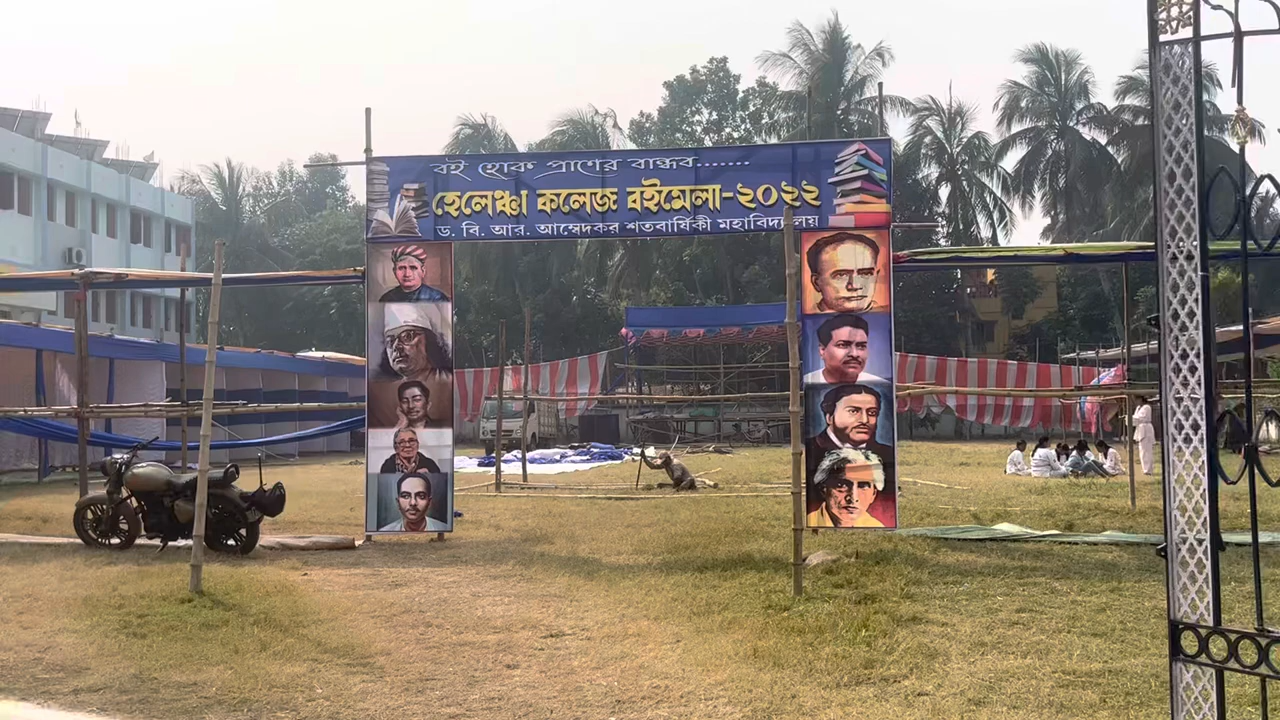 বই হোক প্রাণের বান্ধব.......
হেলেঞ্চা কলেজ বইমেলা-২০২২
ড. বি. আর. আম্বেদকর শতবার্ষিকী মহাবিদ্যালয়